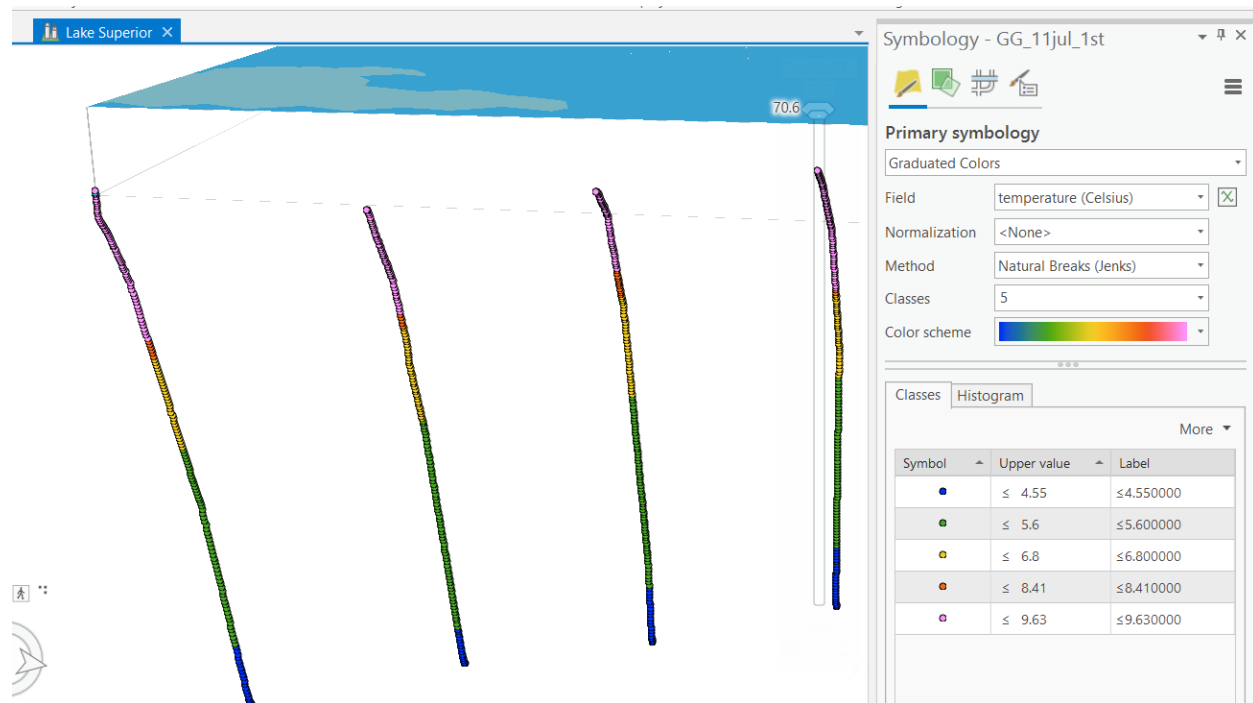 Lake Superior
70.6
Symbology - GG_11jul_1st
Primary symbology
Graduated Colors
Field temperature (Celsius)
Normalization <None>
Method Natural Breaks (Jenks)
Classes 5
Color scheme
Classes Histogram
More
Symbol Upper value Label
≤ 4.55 ≤4.550000
≤ 5.6 ≤5.600000
≤ 6.8 ≤6.800000
≤ 8.41 ≤8.410000
≤ 9.63 ≤9.630000